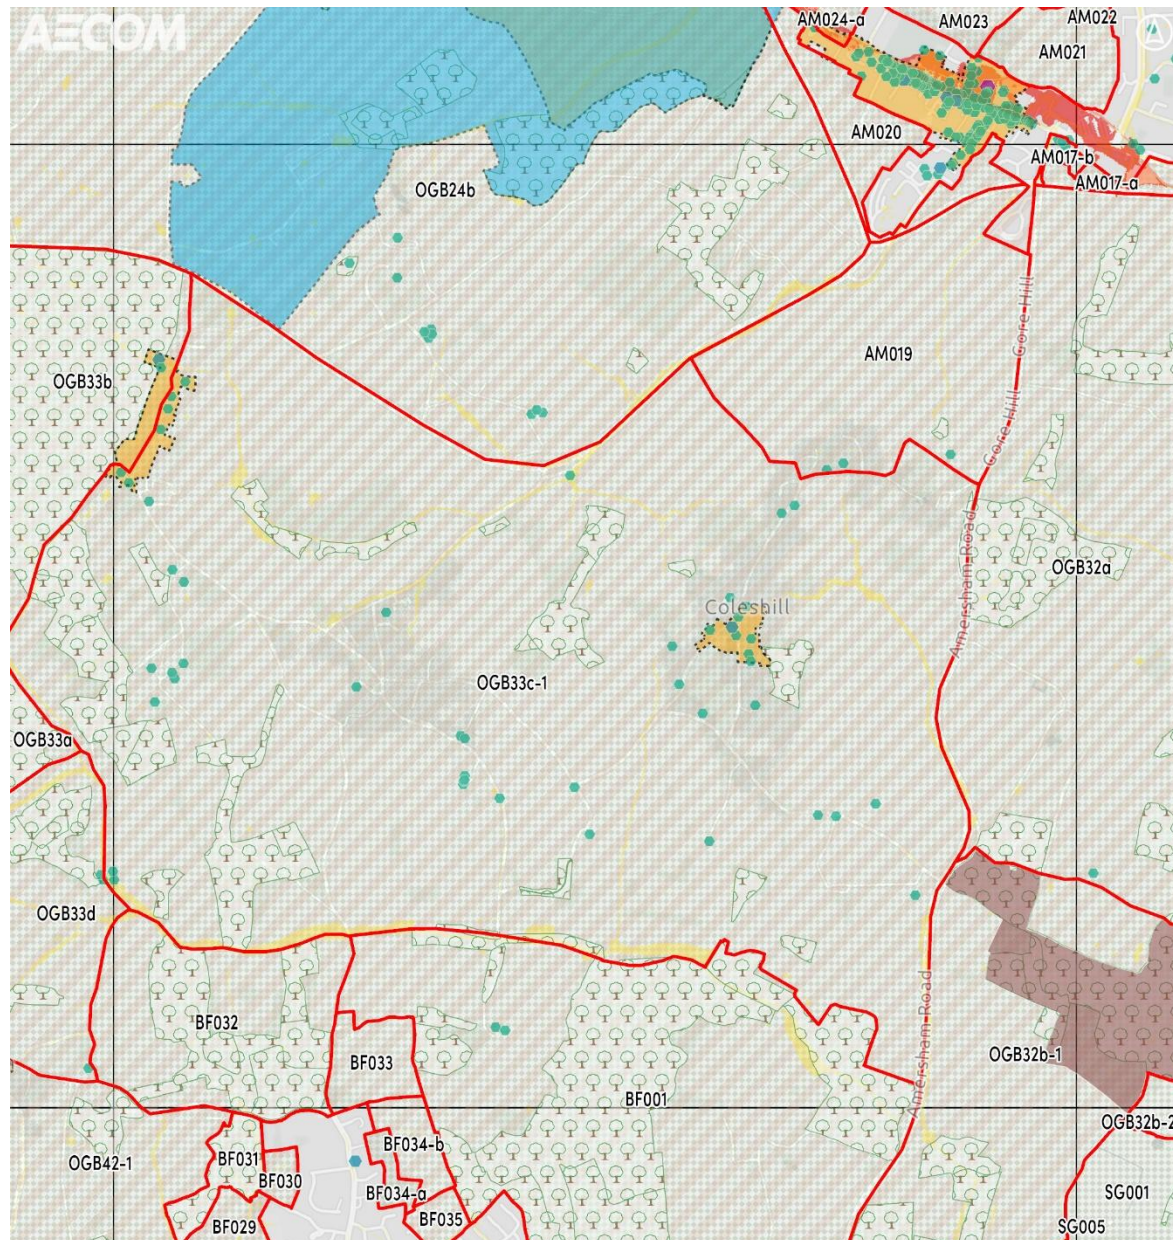 AECOM
AM024-a
AM023
AM022
AM021
AM020
AM017-b
AM017-a
OGB24b
Gore Hill
AM019
OGB33b
Gore Hill
Amersham Road
OGB32a
Coleshill
OGB33c-1
OGB33a
OGB33d
BF032
Amersham Road
OGB32b-1
BF033
BF001
OGB32b-2
BF034-b
OGB42-1
BF031
BF030
BF034-a
SG001
BF029
BF035
SG005